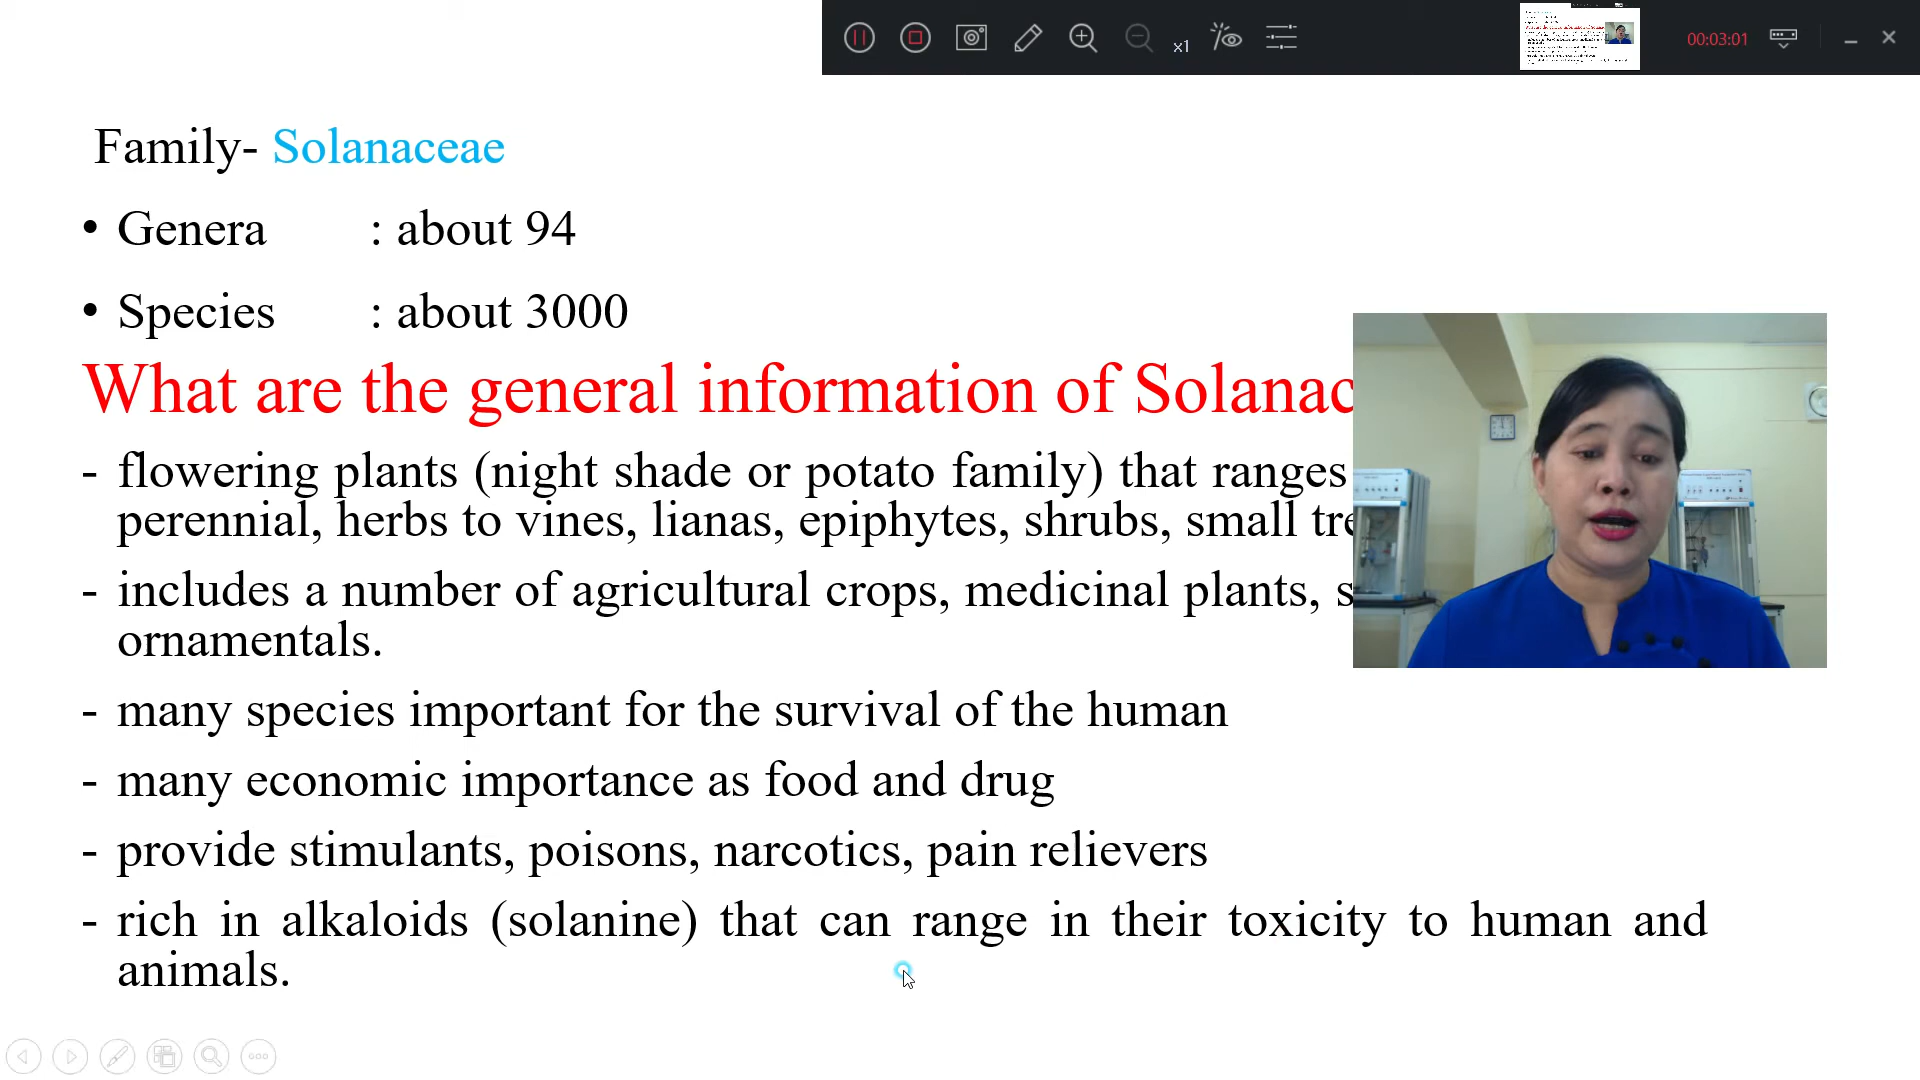 x1
00:03:01
Family- Solanaceae
• Genera : about 94
• Species : about 3000
What are the general information of Solanac
- flowering plants (night shade or potato family) that ranges
perennial, herbs to vines, lianas, epiphytes, shrubs, small tre
- includes a number of agricultural crops, medicinal plants, s
ornamentals.
- many species important for the survival of the human
- many economic importance as food and drug
- provide stimulants, poisons, narcotics, pain relievers
- rich in alkaloids (solanine) that can range in their toxicity to human and
animals.